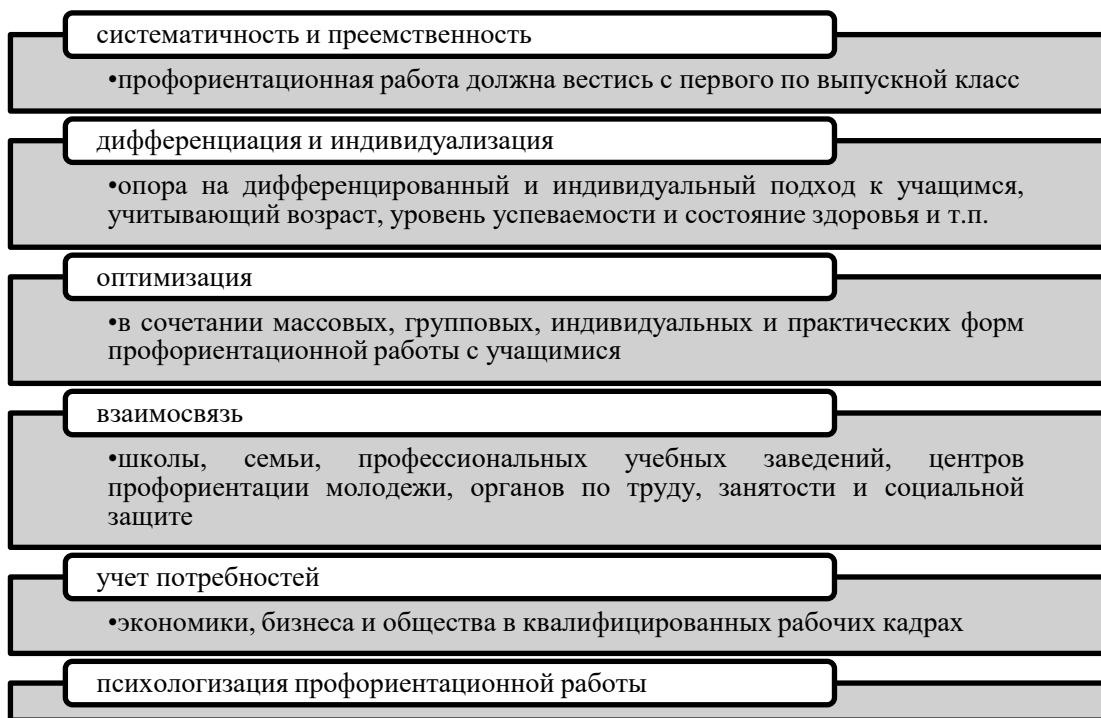 систематичность и преемственность
•профориентационная работа должна вестись с первого по выпускной класс
дифференциация и индивидуализация
•опора на дифференцированный и индивидуальный подход к учащимся,
учитывающий возраст, уровень успеваемости и состояние здоровья и т.п.
оптимизация
•в сочетании массовых, групповых, индивидуальных и практических форм
профориентационной работы с учащимися
взаимосвязь
•школы, семьи, профессиональных учебных заведений, центров
профориентации молодежи, органов по труду, занятости и социальной
защите
учет потребностей
•экономики, бизнеса и общества в квалифицированных рабочих кадрах
психологизация профориентационной работы